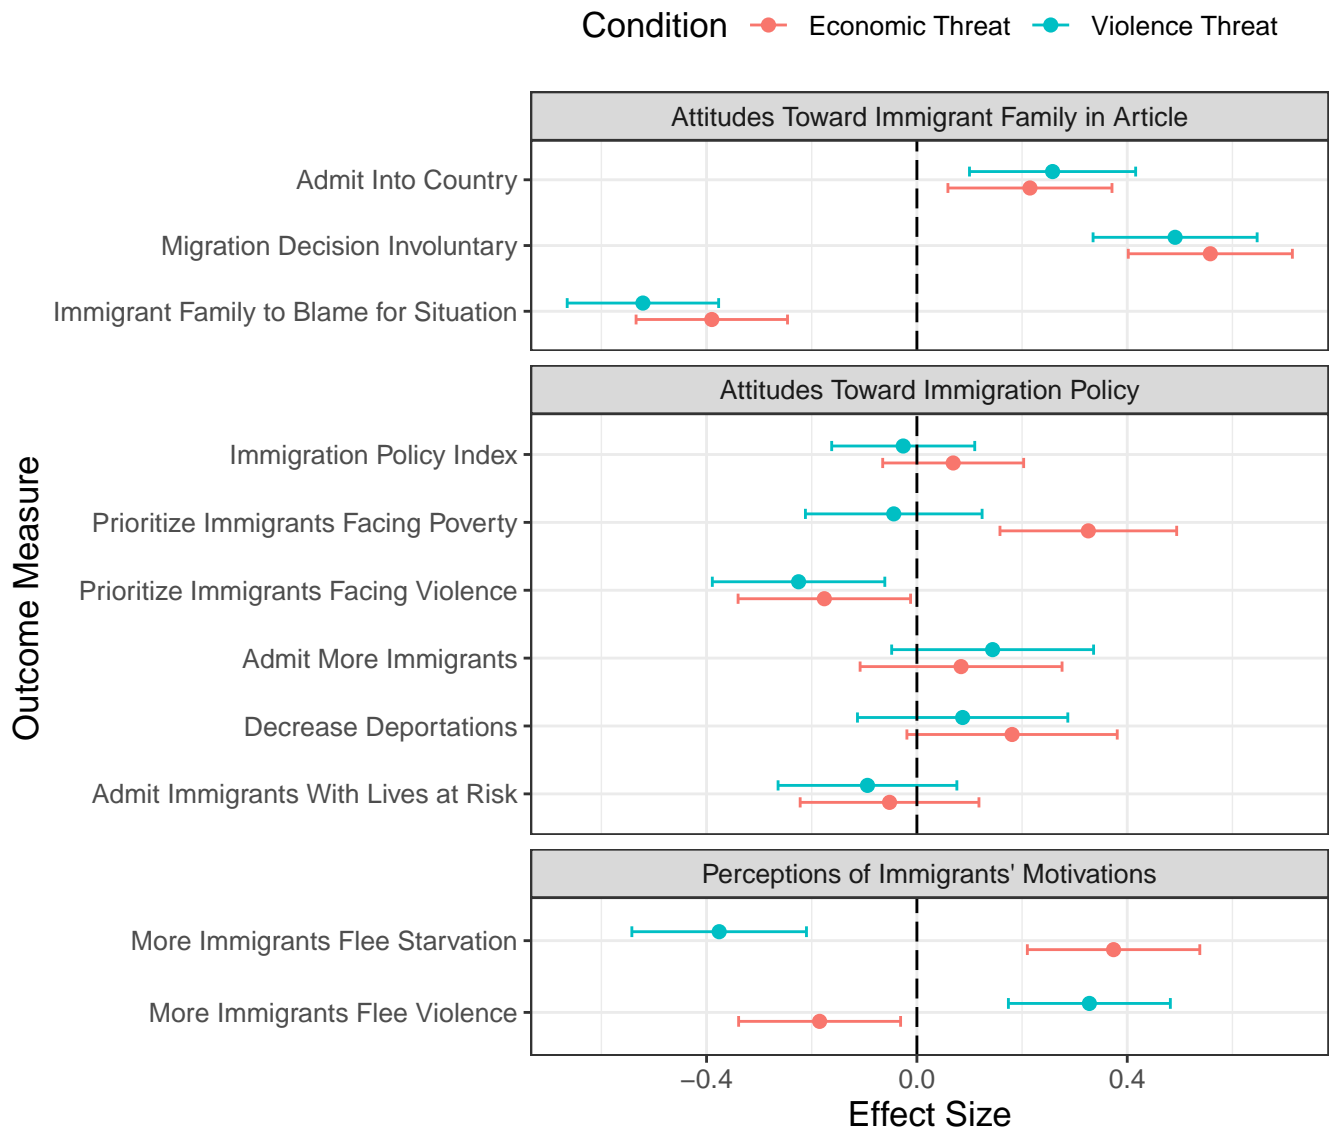 Condition Economic Threat Violence Threat
Attitudes Toward Immigrant Family in Article
Admit Into Country
Migration Decision Involuntary
Immigrant Family to Blame for Situation
Attitudes Toward Immigration Policy
Immigration Policy Index
Prioritize Immigrants Facing Poverty
Prioritize Immigrants Facing Violence
Admit More Immigrants
Decrease Deportations
Admit Immigrants With Lives at Risk
Perceptions of Immigrants' Motivations
More Immigrants Flee Starvation
More Immigrants Flee Violence
Outcome Measure
−0.4 0.0 0.4
Effect Size